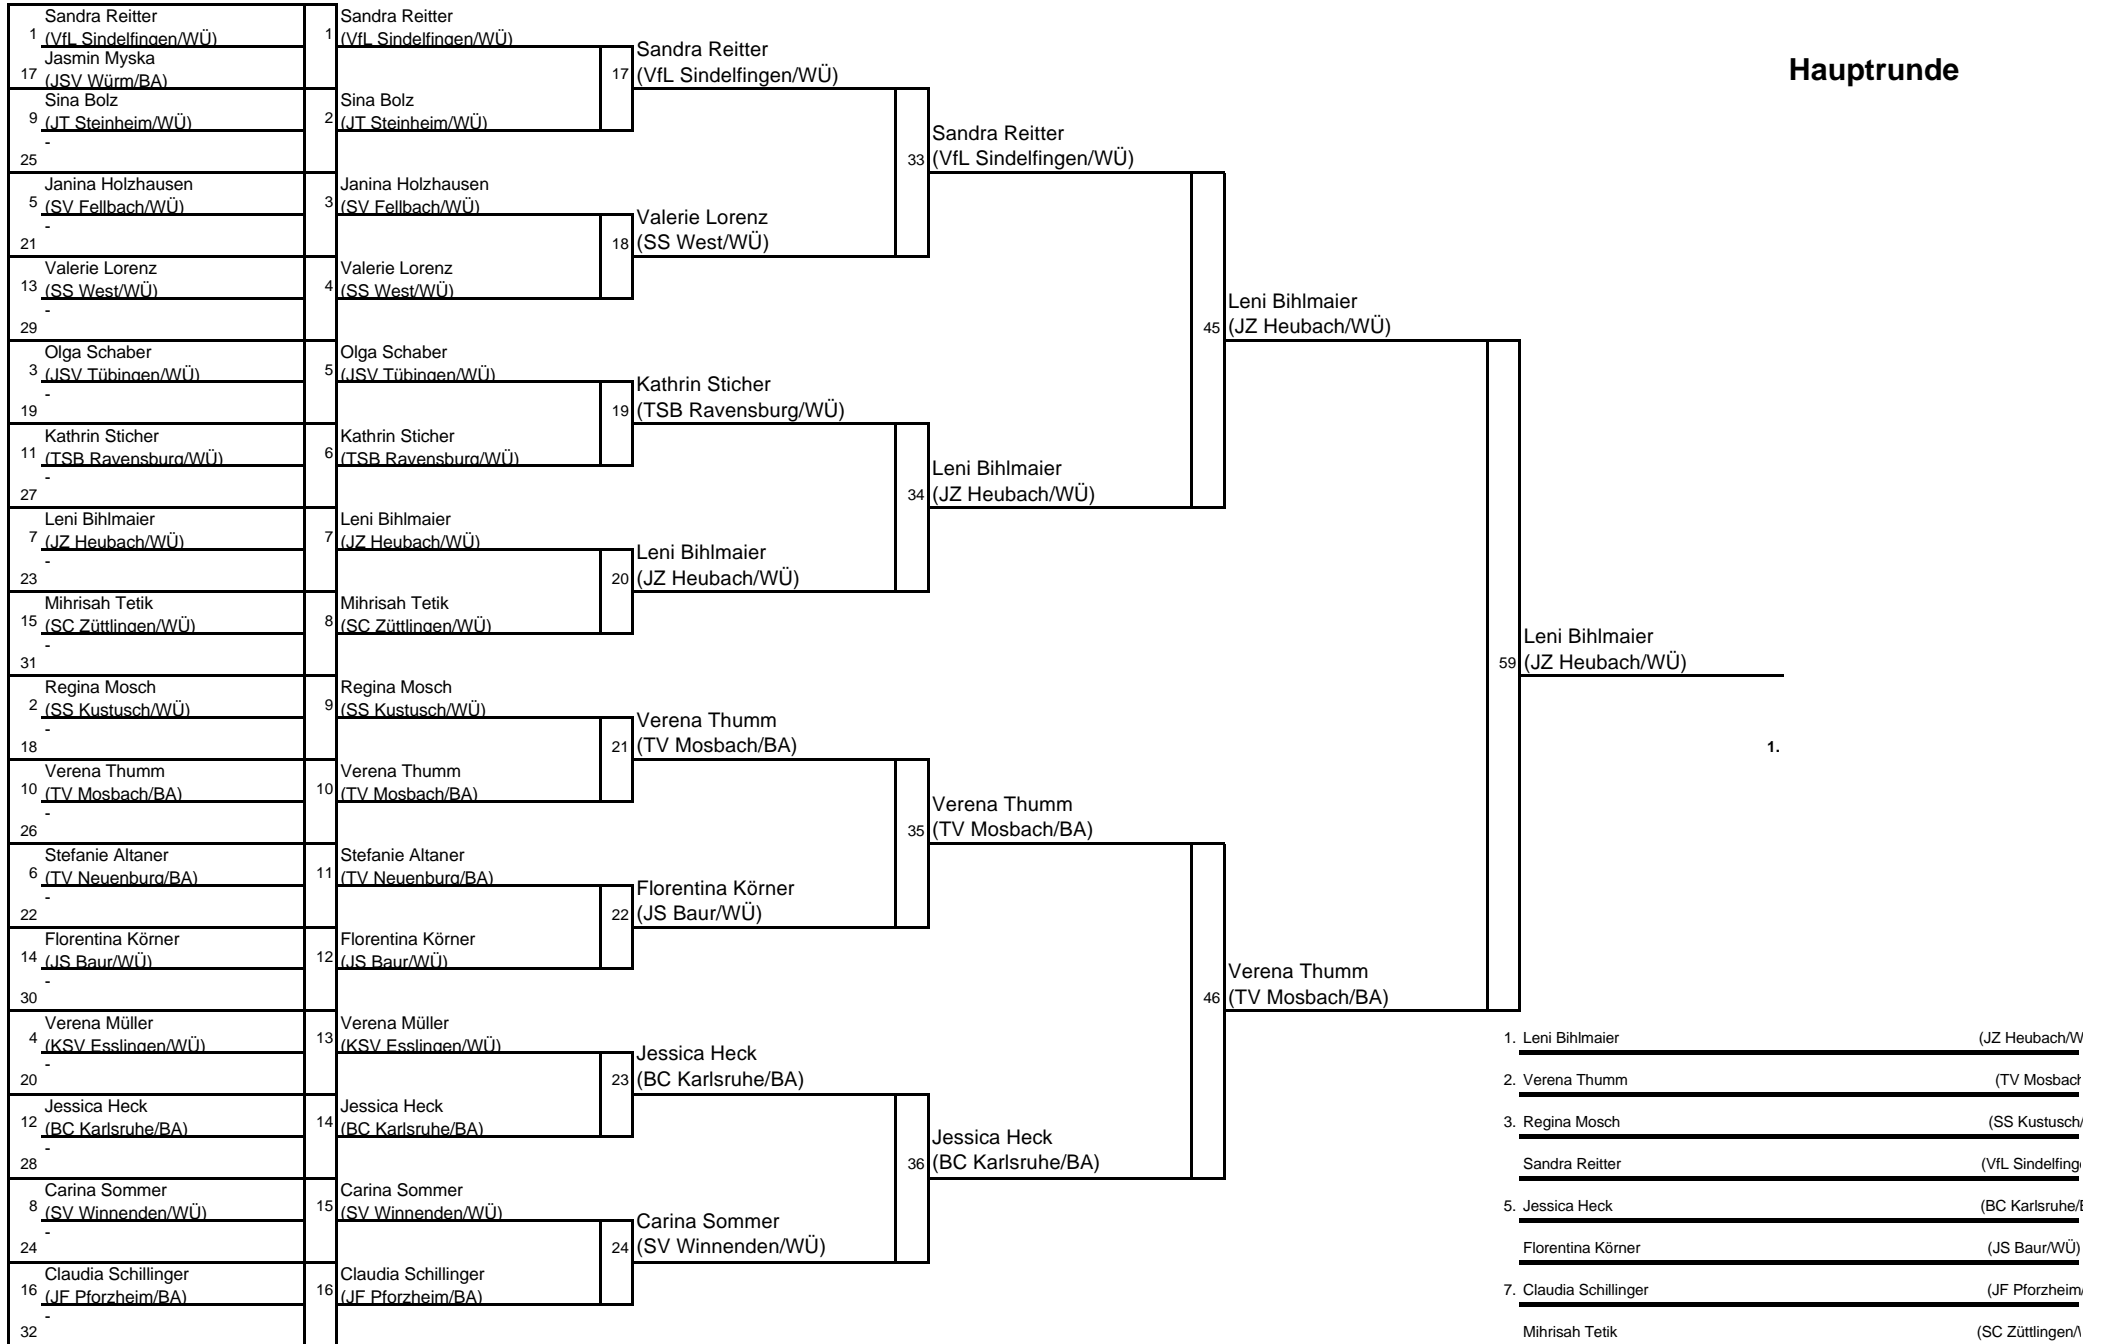 Hauptrunde
1 Sandra Reitter
(VfL Sindelfingen/WÜ)
17 Jasmin Myska
(JSV Würm/BA)
9 Sina Bolz
(JT Steinheim/WÜ)
25 -
5 Janina Holzhausen
(SV Fellbach/WÜ)
21 -
13 Valerie Lorenz
(SS West/WÜ)
29 -
3 Olga Schaber
(JSV Tübingen/WÜ)
19 -
11 Kathrin Sticher
(TSB Ravensburg/WÜ)
27 -
7 Leni Bihlmaier
(JZ Heubach/WÜ)
23 -
15 Mihrisah Tetik
(SC Züttlingen/WÜ)
31 -
2 Regina Mosch
(SS Kustusch/WÜ)
18 -
10 Verena Thumm
(TV Mosbach/BA)
26 -
6 Stefanie Altaner
(TV Neuenburg/BA)
22 -
14 Florentina Körner
(JS Baur/WÜ)
30 -
4 Verena Müller
(KSV Esslingen/WÜ)
20 -
12 Jessica Heck
(BC Karlsruhe/BA)
28 -
8 Carina Sommer
(SV Winnenden/WÜ)
24 -
16 Claudia Schillinger
(JF Pforzheim/BA)
32 -
1 Sandra Reitter
(VfL Sindelfingen/WÜ)
2 Sina Bolz
(JT Steinheim/WÜ)
3 Janina Holzhausen
(SV Fellbach/WÜ)
4 Valerie Lorenz
(SS West/WÜ)
5 Olga Schaber
(JSV Tübingen/WÜ)
6 Kathrin Sticher
(TSB Ravensburg/WÜ)
7 Leni Bihlmaier
(JZ Heubach/WÜ)
8 Mihrisah Tetik
(SC Züttlingen/WÜ)
9 Regina Mosch
(SS Kustusch/WÜ)
10 Verena Thumm
(TV Mosbach/BA)
11 Stefanie Altaner
(TV Neuenburg/BA)
12 Florentina Körner
(JS Baur/WÜ)
13 Verena Müller
(KSV Esslingen/WÜ)
14 Jessica Heck
(BC Karlsruhe/BA)
15 Carina Sommer
(SV Winnenden/WÜ)
16 Claudia Schillinger
(JF Pforzheim/BA)
17 Sandra Reitter
(VfL Sindelfingen/WÜ)
18 Valerie Lorenz
(SS West/WÜ)
19 Kathrin Sticher
(TSB Ravensburg/WÜ)
20 Leni Bihlmaier
(JZ Heubach/WÜ)
21 Verena Thumm
(TV Mosbach/BA)
22 Florentina Körner
(JS Baur/WÜ)
23 Jessica Heck
(BC Karlsruhe/BA)
24 Carina Sommer
(SV Winnenden/WÜ)
33 Sandra Reitter
(VfL Sindelfingen/WÜ)
34 Leni Bihlmaier
(JZ Heubach/WÜ)
35 Verena Thumm
(TV Mosbach/BA)
36 Jessica Heck
(BC Karlsruhe/BA)
45 Leni Bihlmaier
(JZ Heubach/WÜ)
46 Verena Thumm
(TV Mosbach/BA)
59 Leni Bihlmaier
(JZ Heubach/WÜ)
1.
1. Leni Bihlmaier (JZ Heubach/W
2. Verena Thumm (TV Mosbach
3. Regina Mosch (SS Kustusch/
Sandra Reitter (VfL Sindelfing
5. Jessica Heck (BC Karlsruhe/
Florentina Körner (JS Baur/WÜ)
7. Claudia Schillinger (JF Pforzheim/
Mihrisah Tetik (SC Züttlingen/